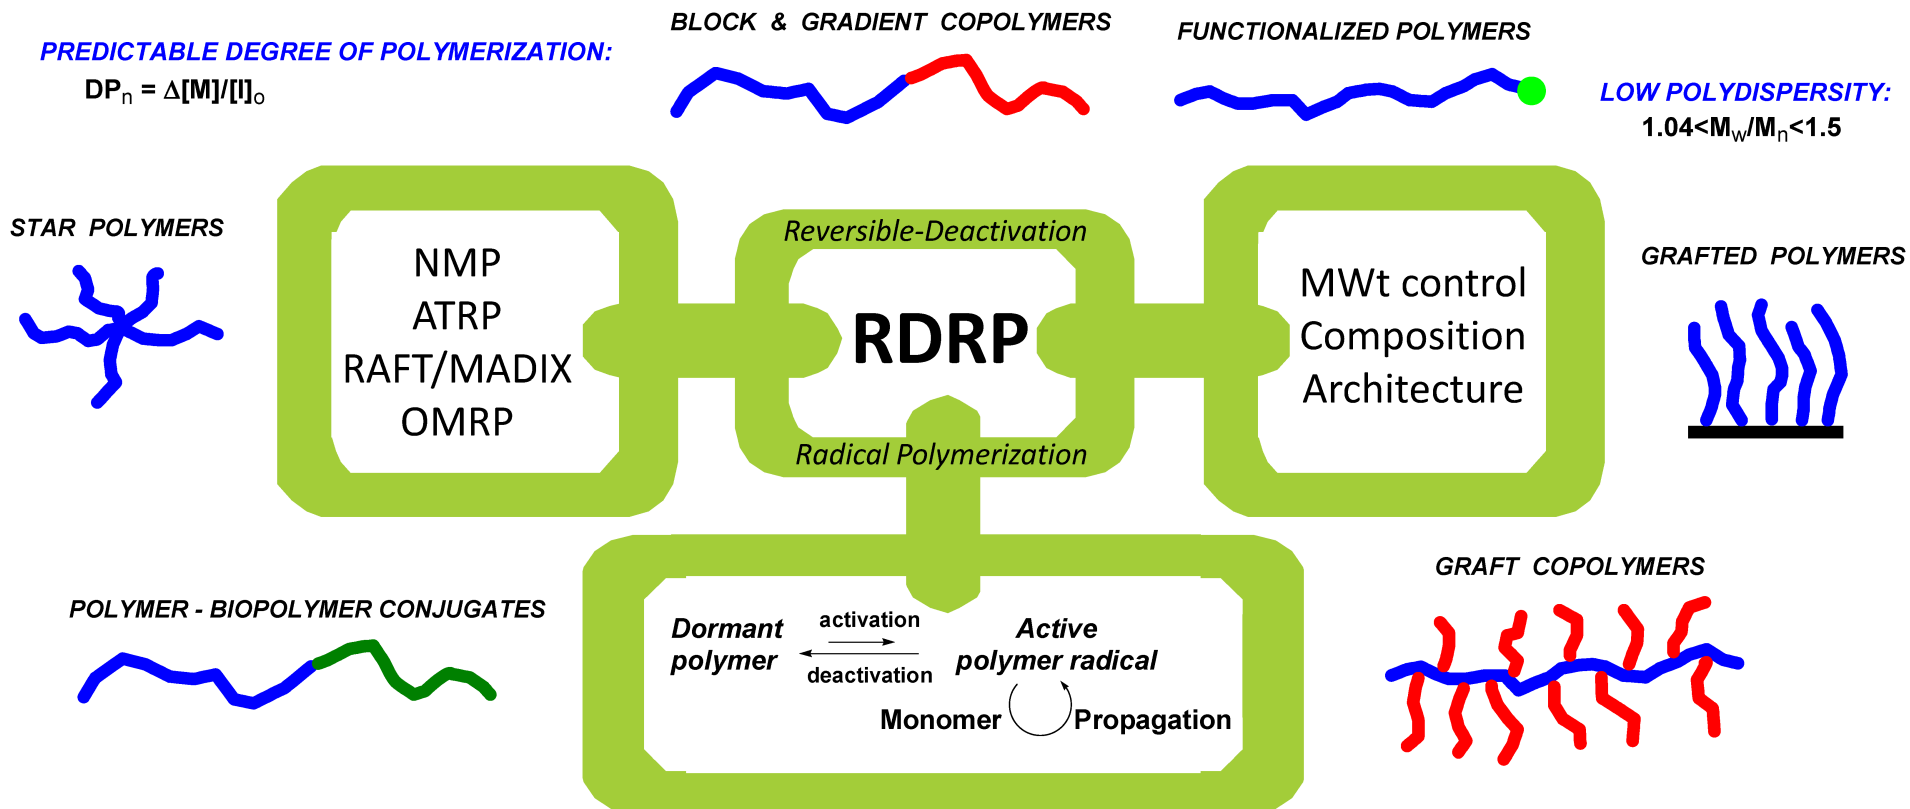 BLOCK & GRADIENT COPOLYMERS
FUNCTIONALIZED POLYMERS
PREDICTABLE DEGREE OF POLYMERIZATION:
DPn = Δ[M]/[I]o
LOW POLYDISPERSITY:
1.04<Mw/Mn<1.5
STAR POLYMERS
NMP
ATRP
RAFT/MADIX
OMRP
Reversible-Deactivation
RDRP
Radical Polymerization
MWt control
Composition
Architecture
GRAFTED POLYMERS
POLYMER - BIOPOLYMER CONJUGATES
Dormant
polymer
activation
deactivation
Active
polymer radical
Monomer
Propagation
GRAFT COPOLYMERS